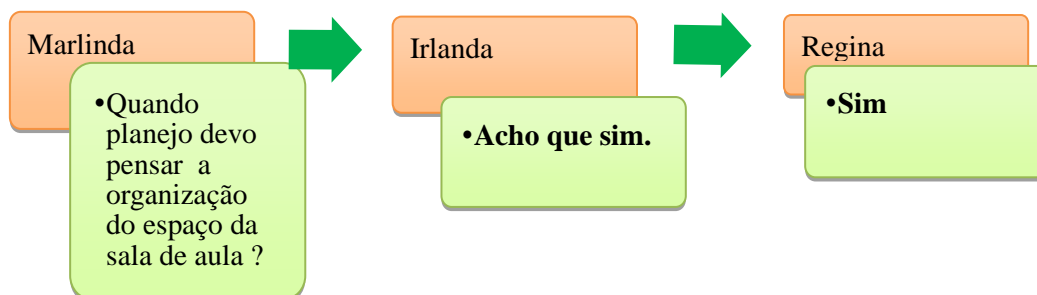 Marlinda
•Quando
planejo devo
pensar a
organização
do espaço da
sala de aula ?
Irlanda
•Acho que sim.
Regina
•Sim